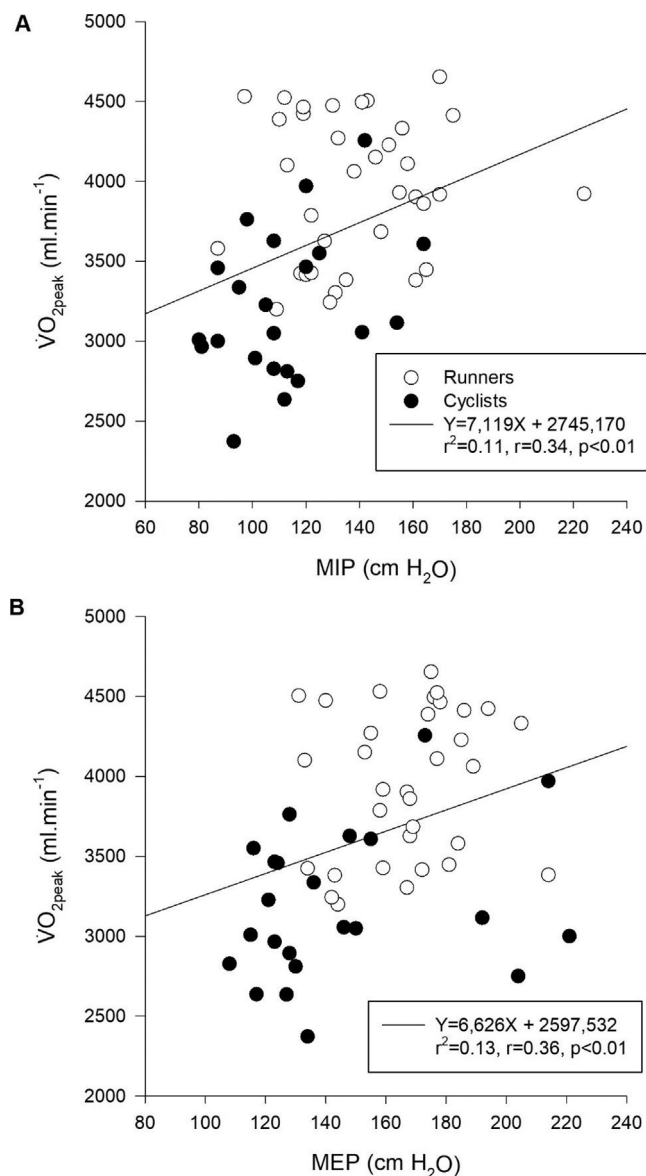 A
5000
4500
4000
3500
3000
2500
2000
V̇O2peak (ml.min-1)
Runners
Cyclists
Y=7,119X + 2745,170
r2=0.11, r=0.34, p<0.01
60 80 100 120 140 160 180 200 220 240
MIP (cm H2O)
B
5000
4500
4000
3500
3000
2500
2000
V̇O2peak (ml.min-1)
Y=6,626X + 2597,532
r2=0.13, r=0.36, p<0.01
80 100 120 140 160 180 200 220 240
MEP (cm H2O)